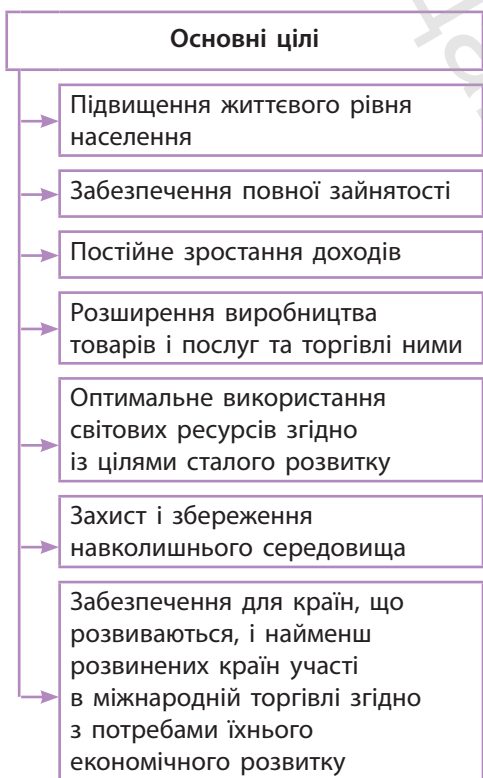 Основні цілі
Підвищення життєвого рівня
населення
Забезпечення повної зайнятості
Постійне зростання доходів
Розширення виробництва
товарів і послуг та торгівлі ними
Оптимальне використання
світових ресурсів згідно
із цілями сталого розвитку
Захист і збереження
навколишнього середовища
Забезпечення для країн, що
розвиваються, і найменш
розвинених країн участі
в міжнародній торгівлі згідно
з потребами їхнього
економічного розвитку